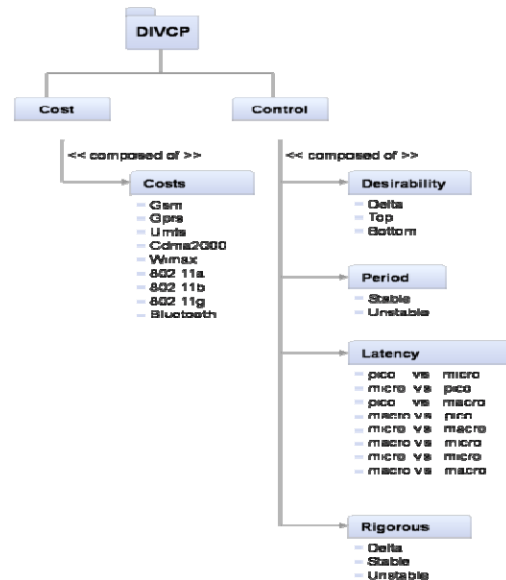 DIVCP
Cost
Control
<< composed of >>
<< composed of >>
Costs
Gsm
Gprs
Umts
Cdma2000
Wimax
802 11a
802 11b
802 11g
Bluetooth
Desirability
Delta
Top
Bottom
Period
Stable
Unstable
Latency
pico vs micro
micro vs pico
pico vs macro
macro vs pico
micro vs macro
macro vs micro
micro vs micro
macro vs macro
Rigorous
Delta
Stable
Unstable